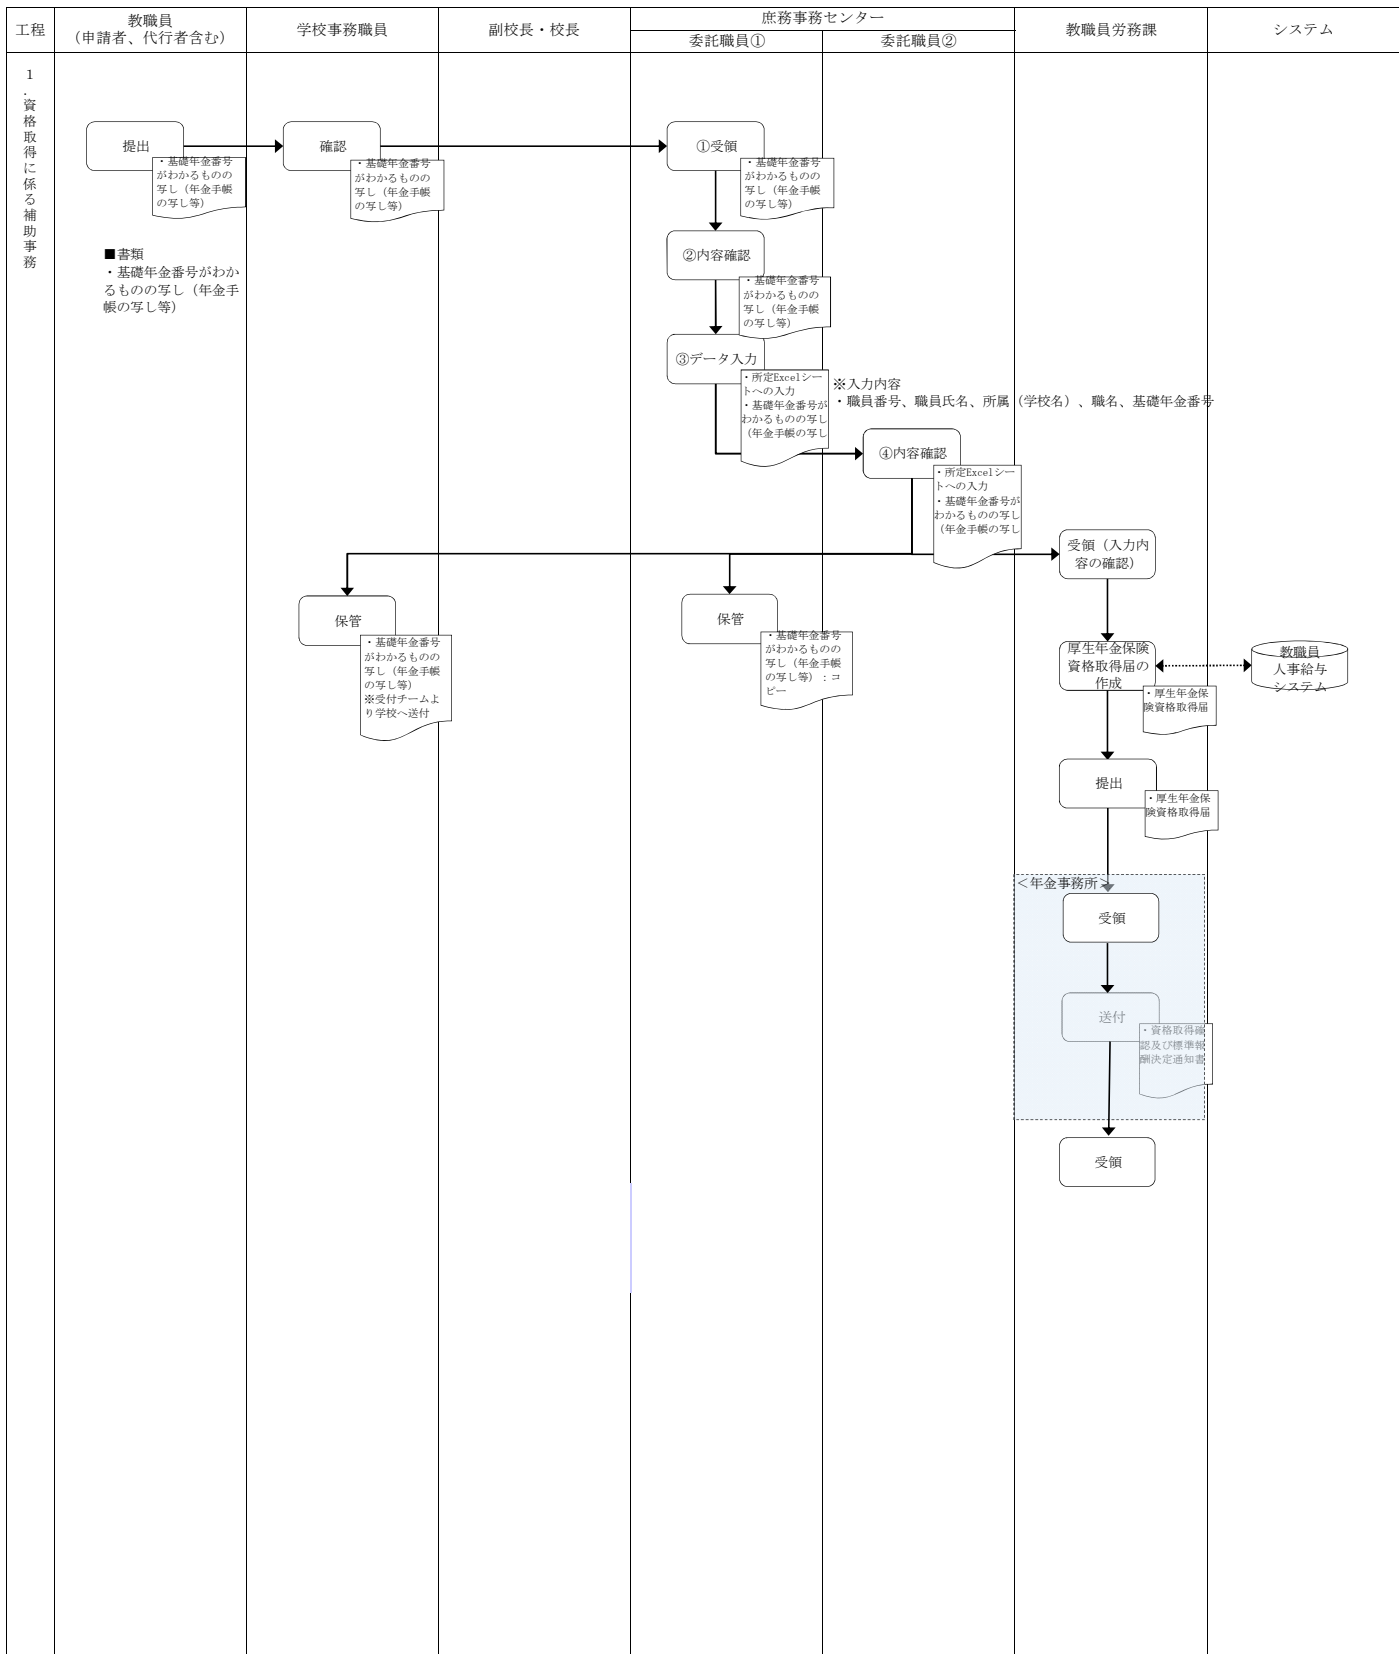 工程
教職員
（申請者、代行者含む）
学校事務職員
副校長・校長
庶務事務センター
委託職員①
委託職員②
教職員労務課
システム
１．資格取得に係る補助事務
提出
・基礎年金番号
がわかるものの
写し（年金手帳
の写し等）
確認
・基礎年金番号
がわかるものの
写し（年金手帳
の写し等）
①受領
・基礎年金番号
がわかるものの
写し（年金手帳
の写し等）
■書類
・基礎年金番号がわか
るものの写し（年金手
帳の写し等）
②内容確認
・基礎年金番号
がわかるものの
写し（年金手帳
の写し等）
③データ入力
・所定Excelシー
トへの入力
・基礎年金番号が
わかるものの写し
（年金手帳の写し
※入力内容
・職員番号、職員氏名、所属（学校名）、職名、基礎年金番号
④内容確認
・所定Excelシー
トへの入力
・基礎年金番号が
わかるものの写し
（年金手帳の写し
受領（入力内
容の確認）
保管
・基礎年金番号
がわかるものの
写し（年金手帳
の写し等）
※受付チームよ
り学校へ送付
保管
・基礎年金番号
がわかるものの
写し（年金手帳
の写し等）：コ
ピー
厚生年金保険
資格取得届の
作成
・厚生年金保
険資格取得届
教職員
人事給与
システム
提出
・厚生年金保
険資格取得届
＜年金事務所＞
受領
送付
・資格取得確
認及び標準報
酬決定通知書
受領